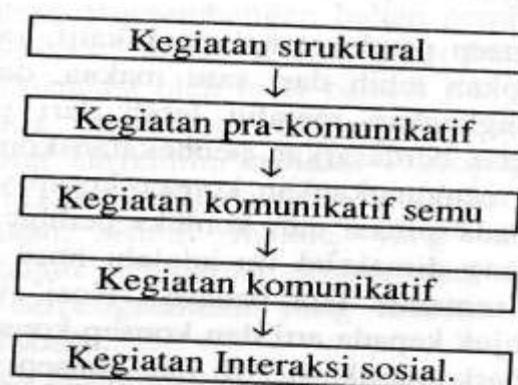 Kegiatan struktural
Kegiatan pra-komunikatif
Kegiatan komunikatif semu
Kegiatan komunikatif
Kegiatan Interaksi sosial.